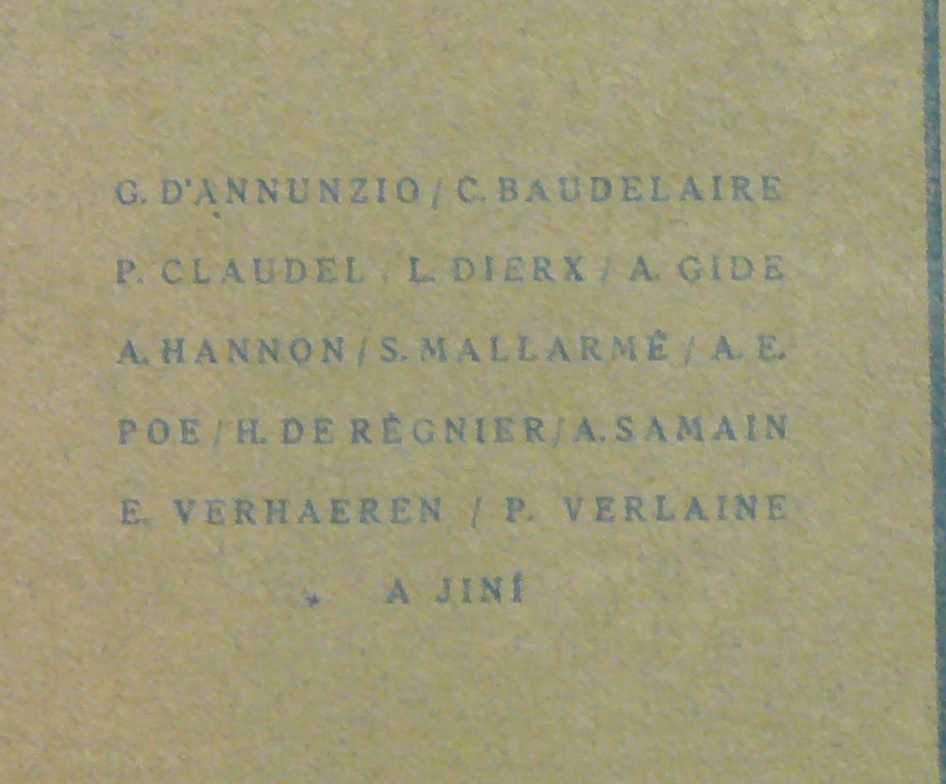 G. D'ANNUNZIO / C. BAUDELAIRE
P. CLAUDEL / L. DIERX / A. GIDE
A. HANNON / S. MALLARMÉ / A. E.
POE / H. DE RÉGNIER / A. SAMAIN
E. VERHAEREN / P. VERLAINE
A JINÍ